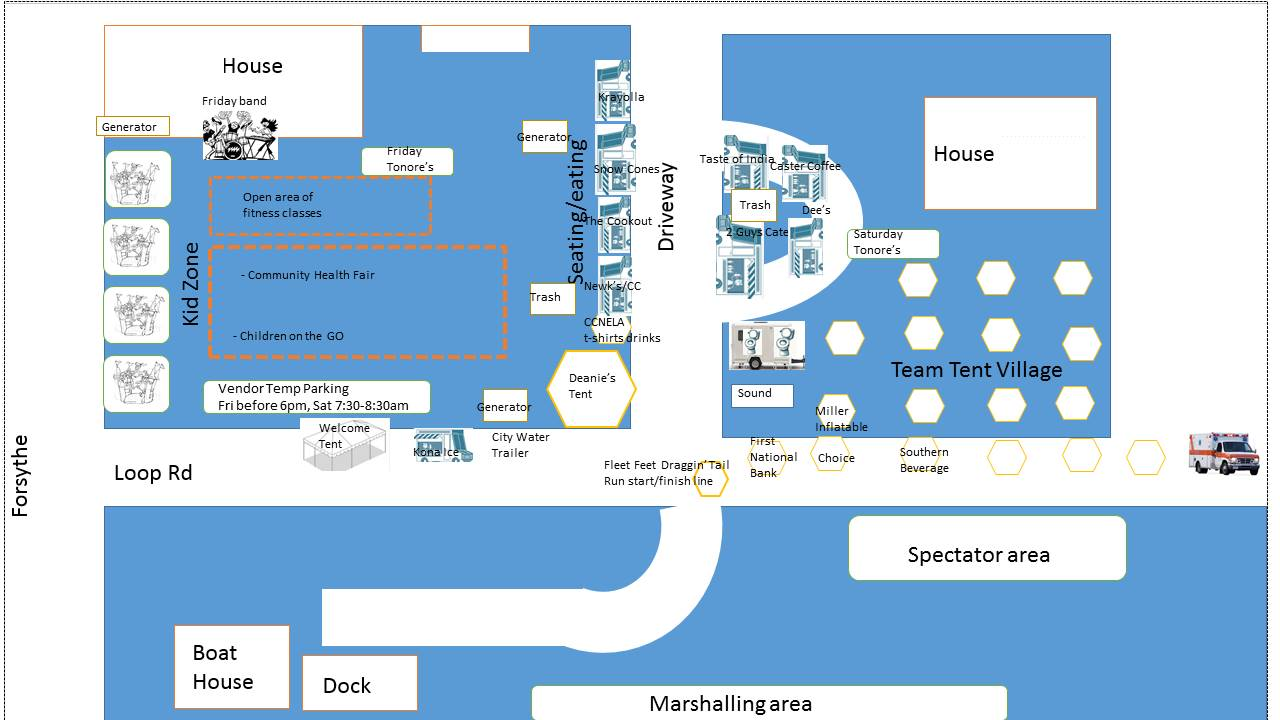 House
Friday band
Generator
Friday
Tonore's
Open area of
fitness classes
Kid Zone
- Community Health Fair
- Children on the GO
Vendor Temp Parking
Fri before 6pm, Sat 7:30-8:30am
Welcome
Tent
Kona Ice
Generator
City Water
Trailer
Generator
Seating/eating
Trash
Krayolla
Snow Cones
The Cookout
Newk's/CC
CCNELA
t-shirts drinks
Deanie's
Tent
Driveway
Taste of India
Caster Coffee
Trash
Dee's
2 Guys Cate
House
Saturday
Tonore's
Sound
Team Tent Village
Miller
Inflatable
First
National
Bank
Choice
Southern
Beverage
Fleet Feet Draggin' Tail
Run start/finish line
Forsythe
Loop Rd
Spectator area
Boat
House
Dock
Marshalling area